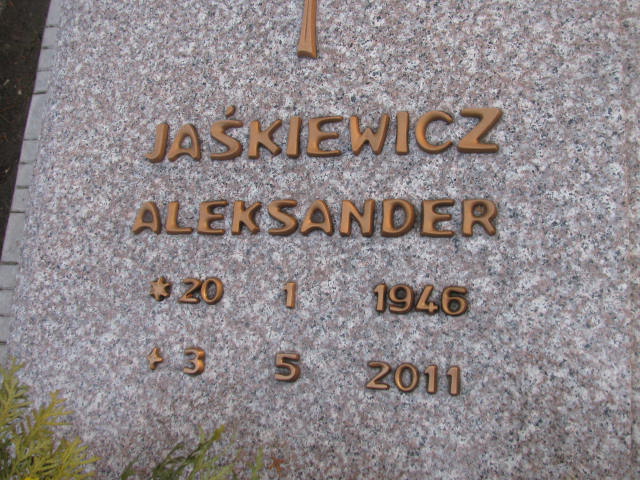 JAŚKIEWICZ
ALEKSANDER
* 20 1 1946
+ 3 5 2011